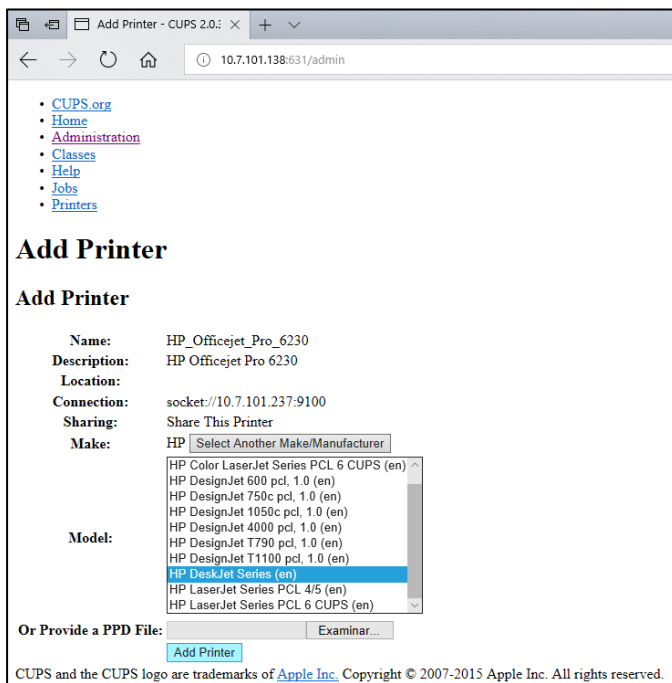 Add Printer - CUPS 2.0.:
10.7.101.138:631/admin
• CUPS.org
• Home
• Administration
• Classes
• Help
• Jobs
• Printers
Add Printer
Add Printer
Name: HP_Officejet_Pro_6230
Description: HP Officejet Pro 6230
Location:
Connection: socket://10.7.101.237:9100
Sharing: Share This Printer
Make: HP Select Another Make/Manufacturer
HP Color LaserJet Series PCL 6 CUPS (en)
HP DesignJet 600 pcl, 1.0 (en)
HP DesignJet 750c pcl, 1.0 (en)
HP DesignJet 1050c pcl, 1.0 (en)
HP DesignJet 4000 pcl, 1.0 (en)
Model: HP DesignJet T790 pcl, 1.0 (en)
HP DesignJet T1100 pcl, 1.0 (en)
HP DeskJet Series (en)
HP LaserJet Series PCL 4/5 (en)
HP LaserJet Series PCL 6 CUPS (en)
Or Provide a PPD File: Examinar...
Add Printer
CUPS and the CUPS logo are trademarks of Apple Inc. Copyright © 2007-2015 Apple Inc. All rights reserved.